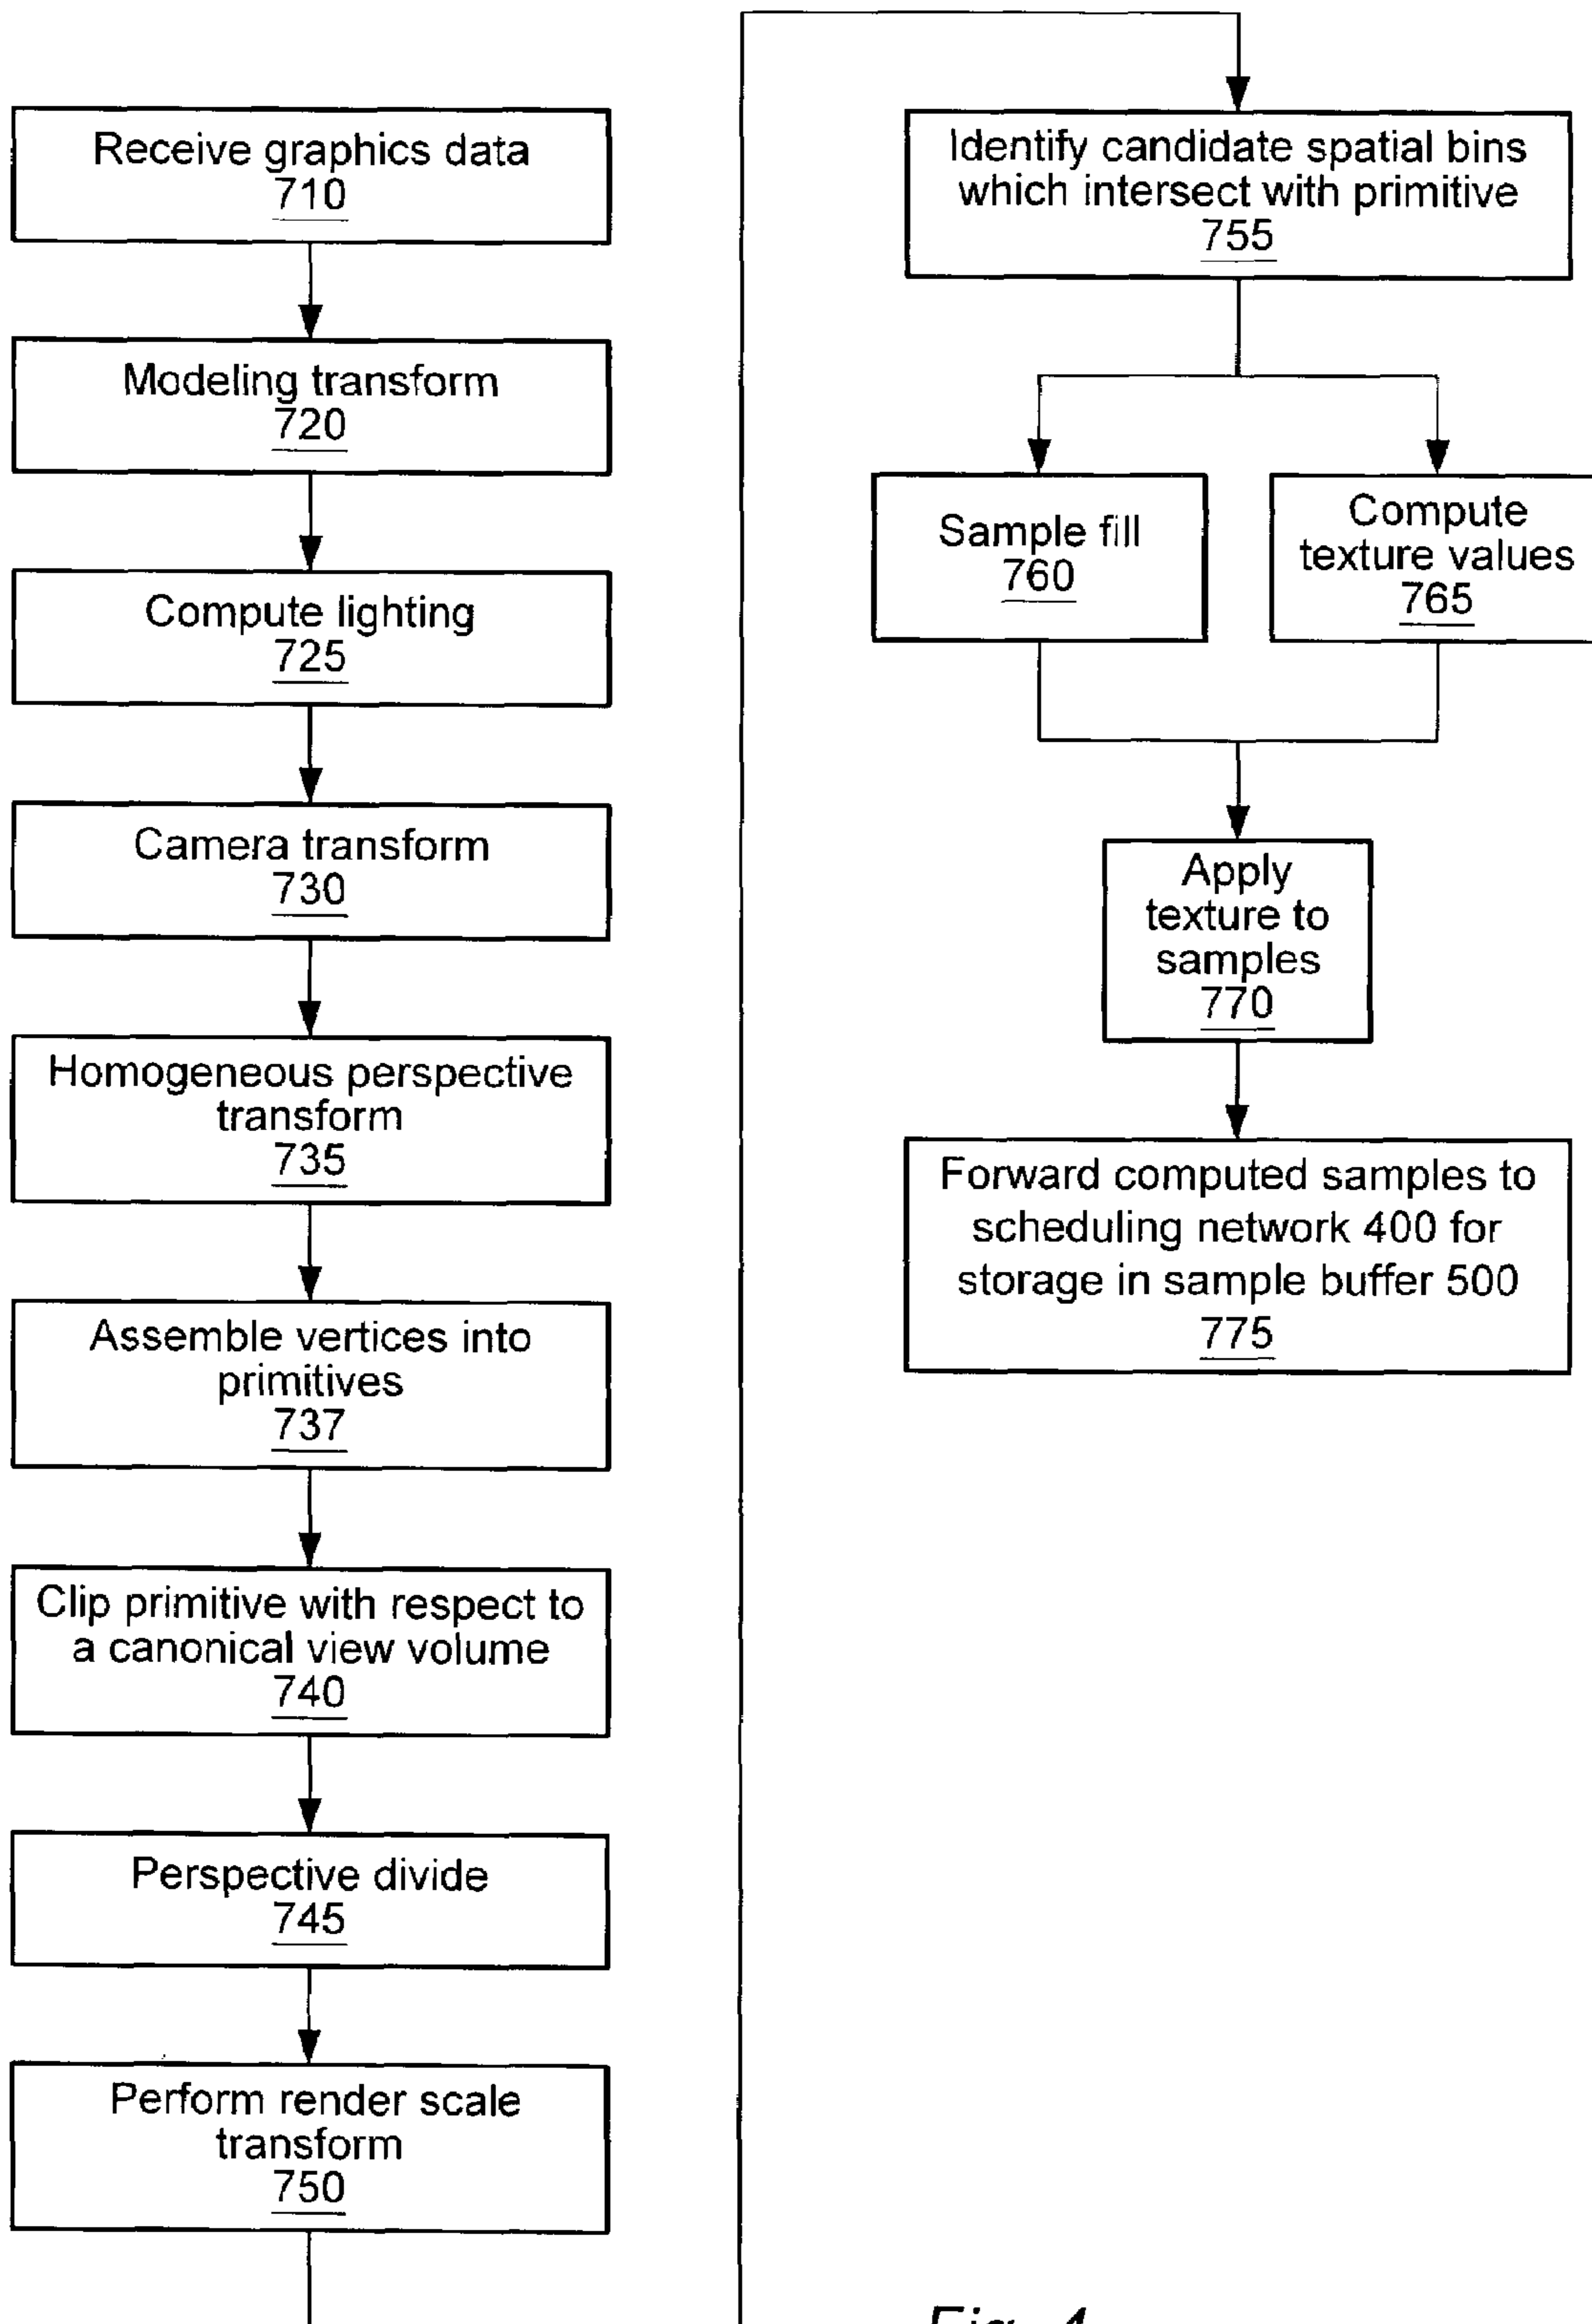 Receive graphics data
710
Modeling transform
720
Compute lighting
725
Camera transform
730
Homogeneous perspective
transform
735
Assemble vertices into
primitives
737
Clip primitive with respect to
a canonical view volume
740
Perspective divide
745
Perform render scale
transform
750
Identify candidate spatial bins
which intersect with primitive
755
Sample fill
760
Compute
texture values
765
Apply
texture to
samples
770
Forward computed samples to
scheduling network 400 for
storage in sample buffer 500
775
Fig. 4